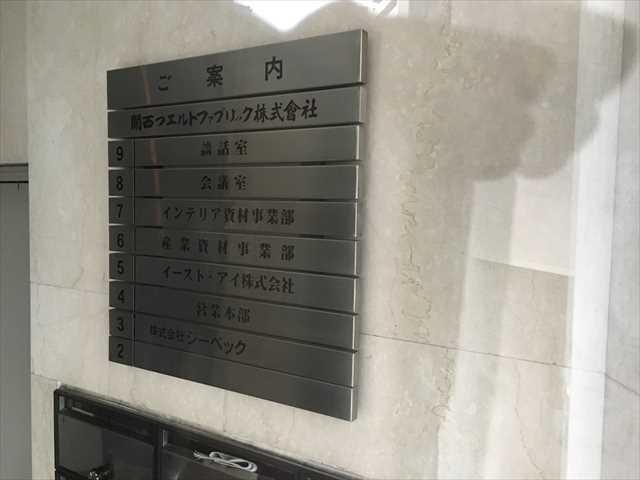 ご案内
関西フエルトファブリック株式會社
9 談話室
8 会議室
7 インテリア資材事業部
6 産業資材事業部
5 イースト・アイ株式会社
4 営業本部
3 株式会社シーベック
2